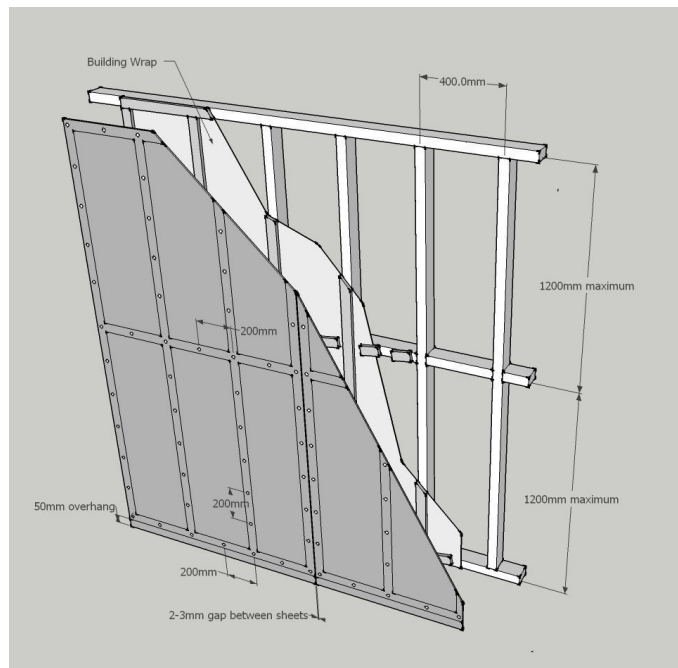 Building Wrap
400.0mm
1200mm maximum
200mm
200mm
50mm overhang
1200mm maximum
200mm
2-3mm gap between sheets